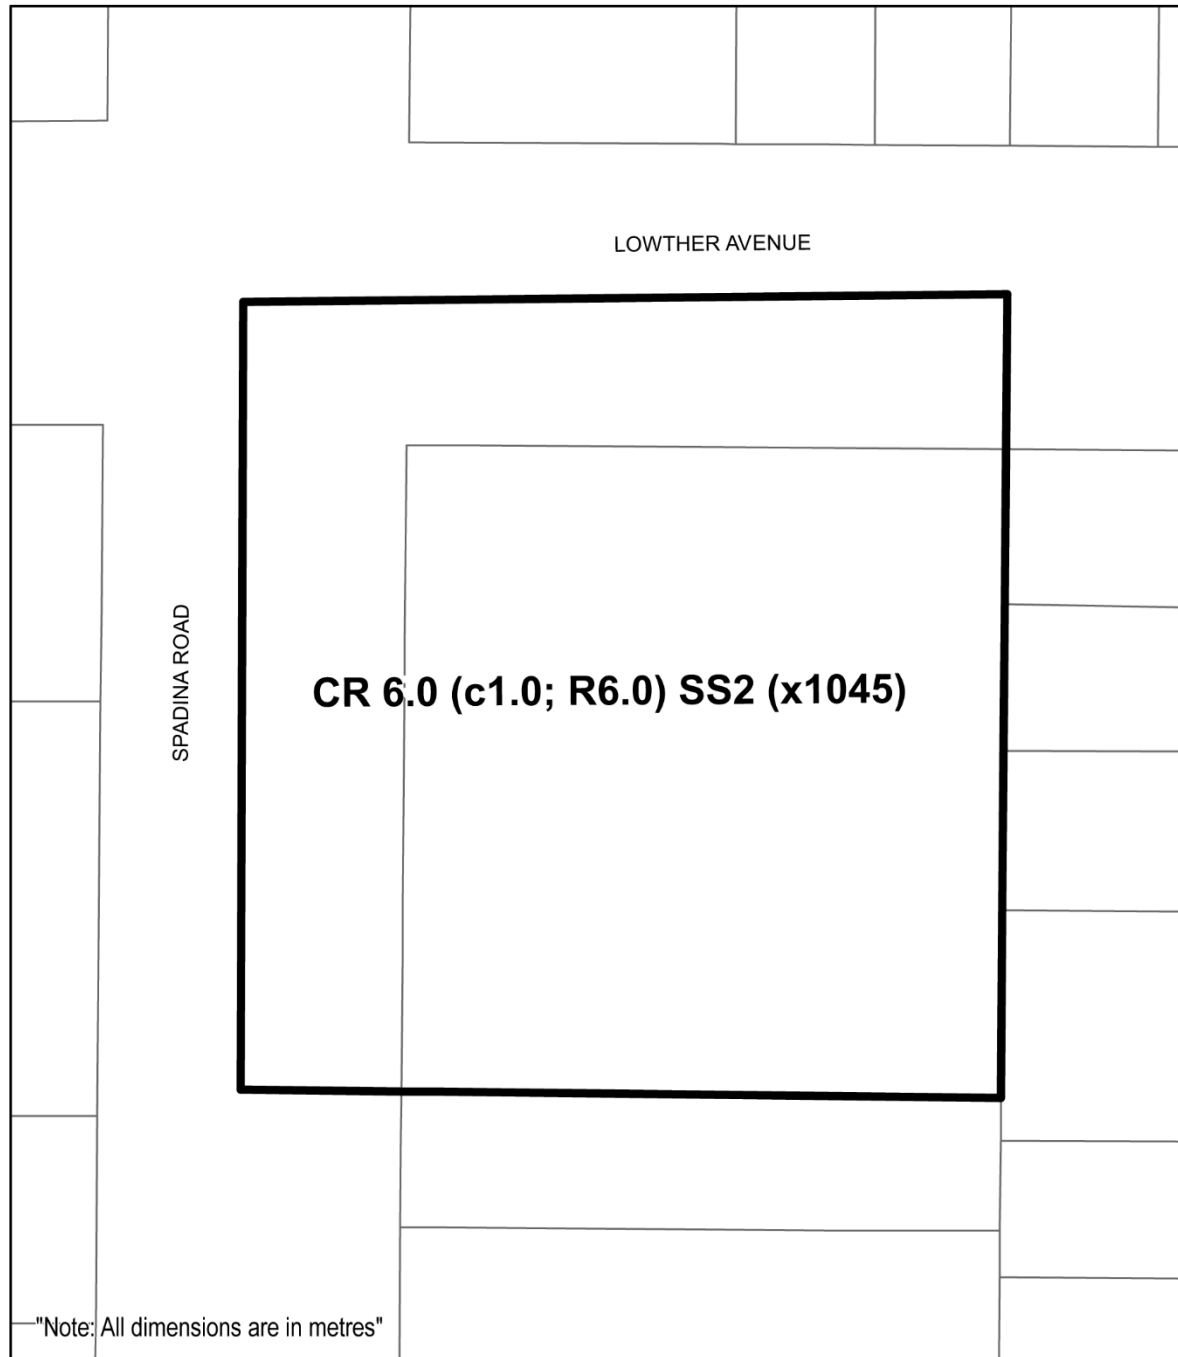 LOWTHER AVENUE
SPADINA ROAD
CR 6.0 (c1.0; R6.0) SS2 (x1045)
"Note: All dimensions are in metres"